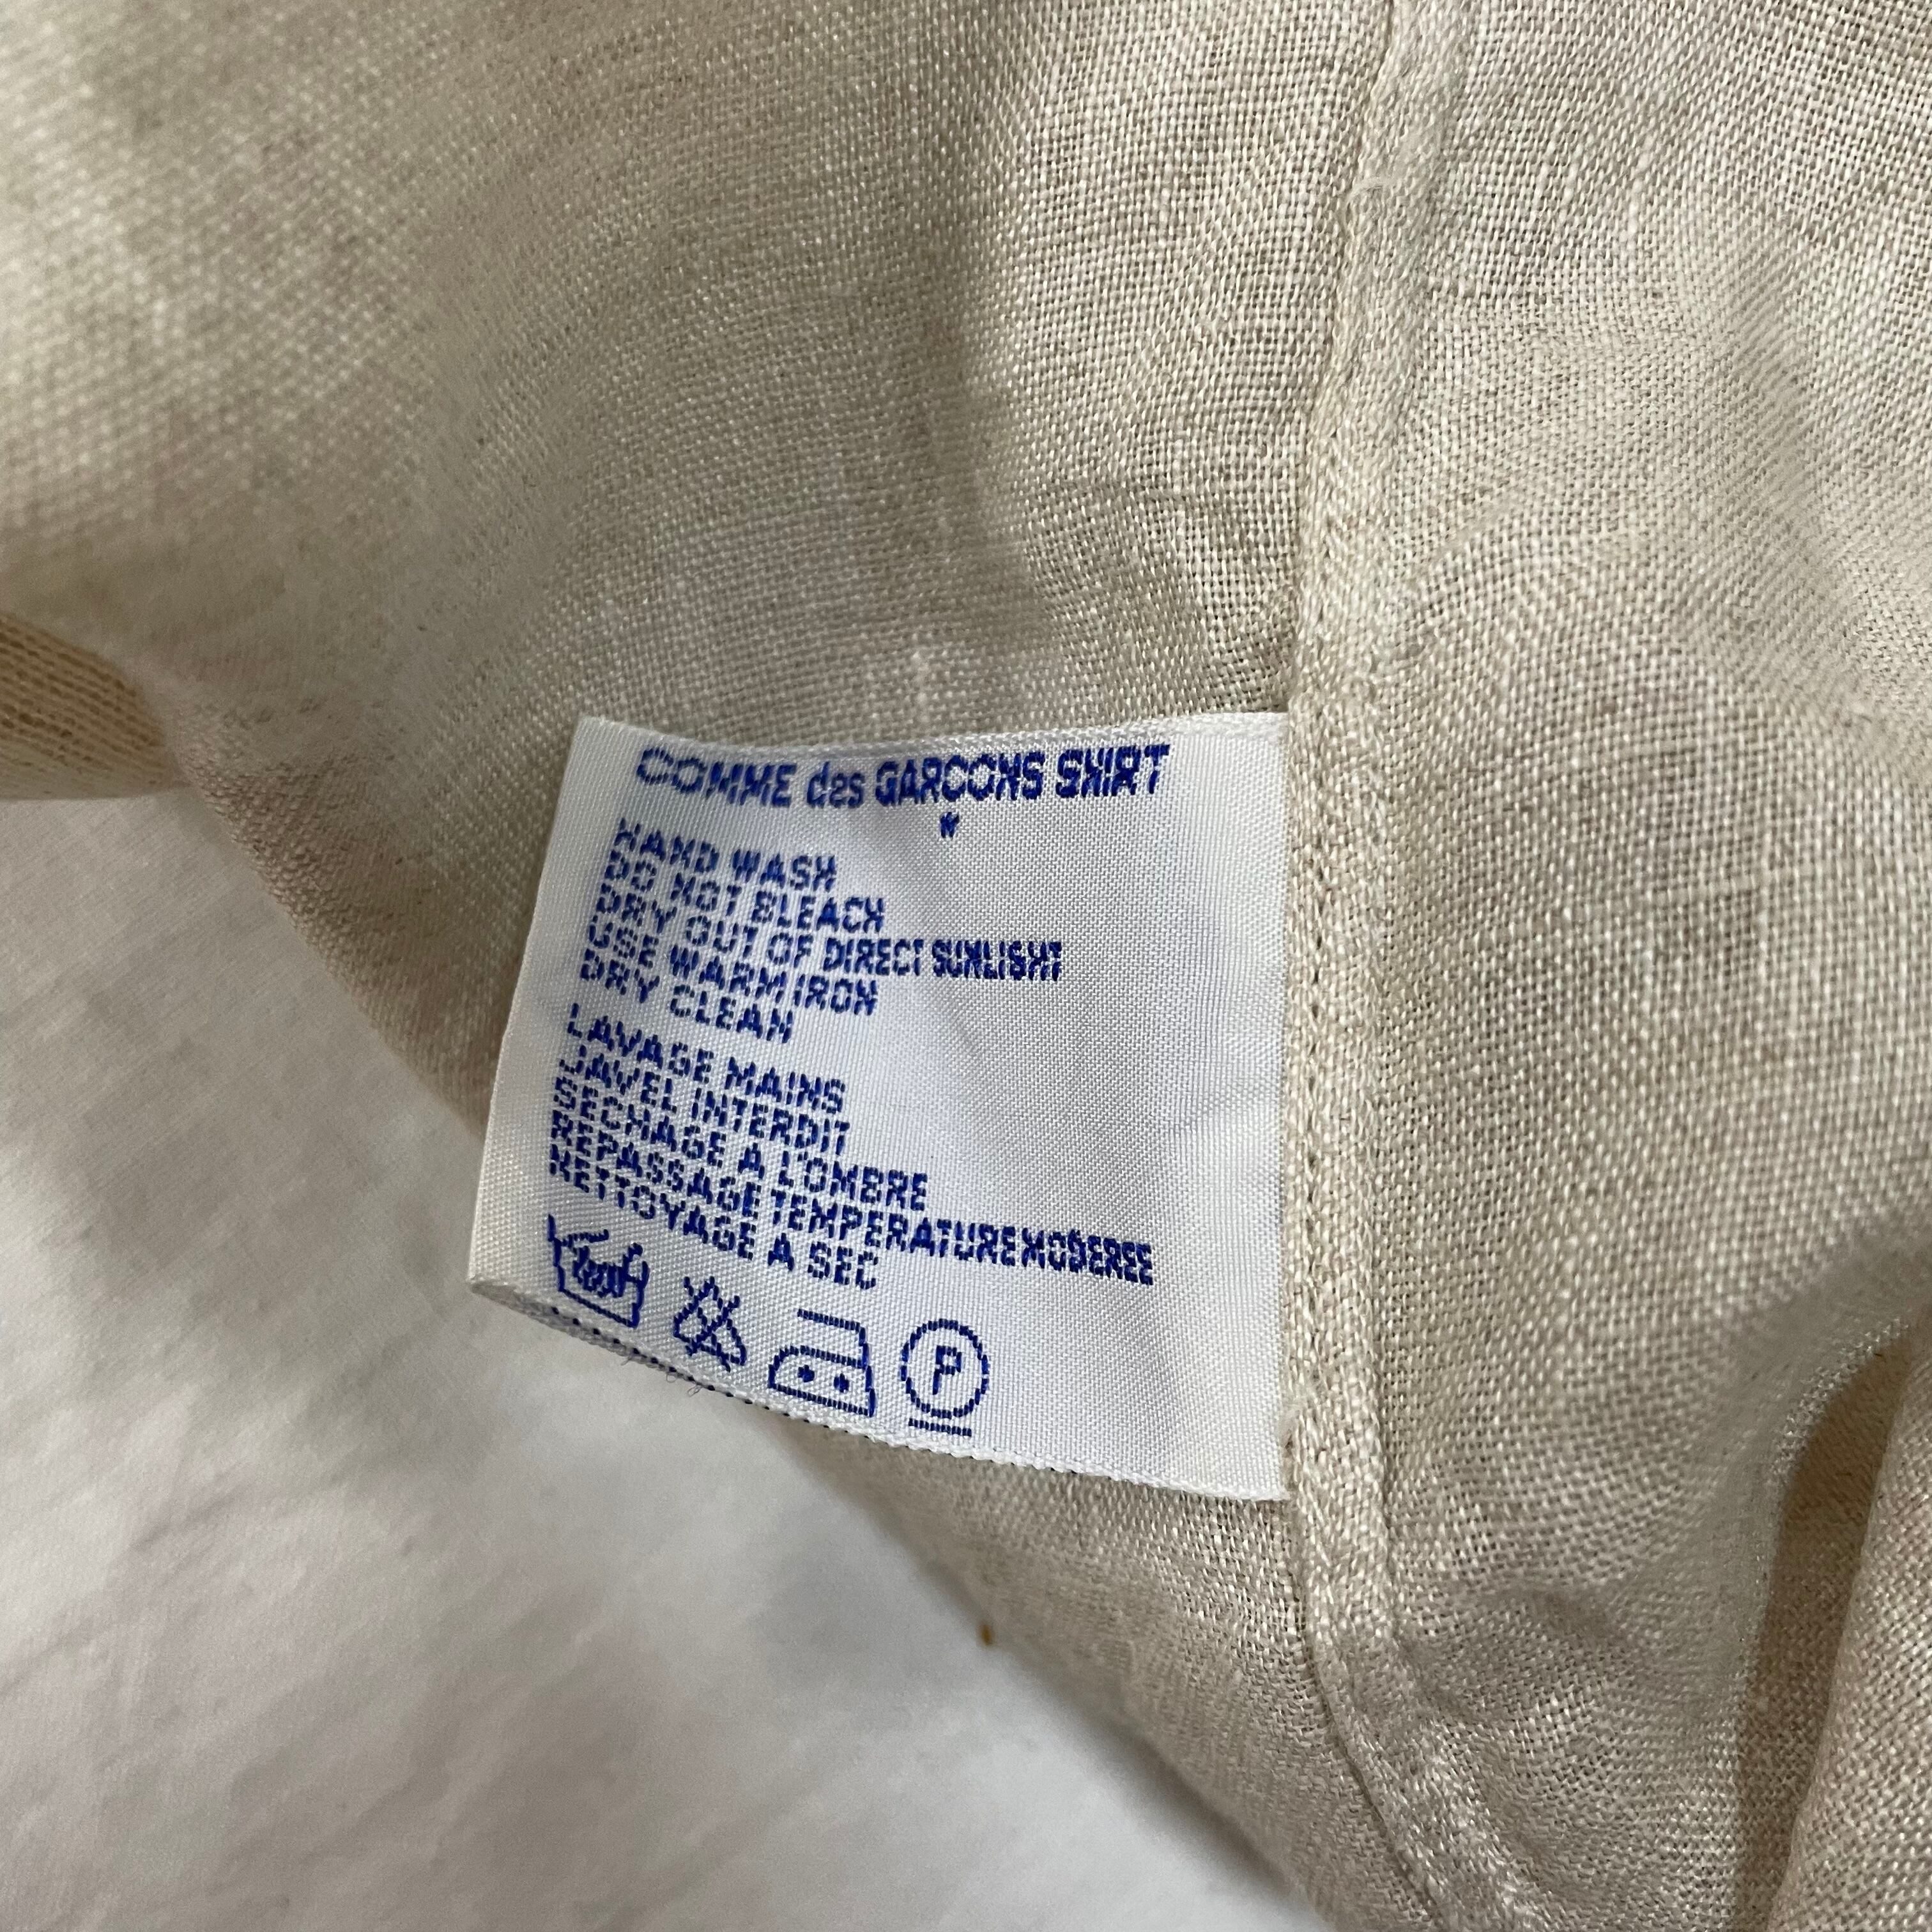 COMME des GARÇONS SHIRT
HAND WASH
DO NOT BLEACH
DRY OUT OF DIRECT SUNLIGHT
USE WARM IRON
DRY CLEAN
LAVAGE MAINS
JAVEL INTERDIT
SECHAGE A L'OMBRE
REPASSAGE TEMPERATURE MODEREE
NETTOYAGE A SEC
P